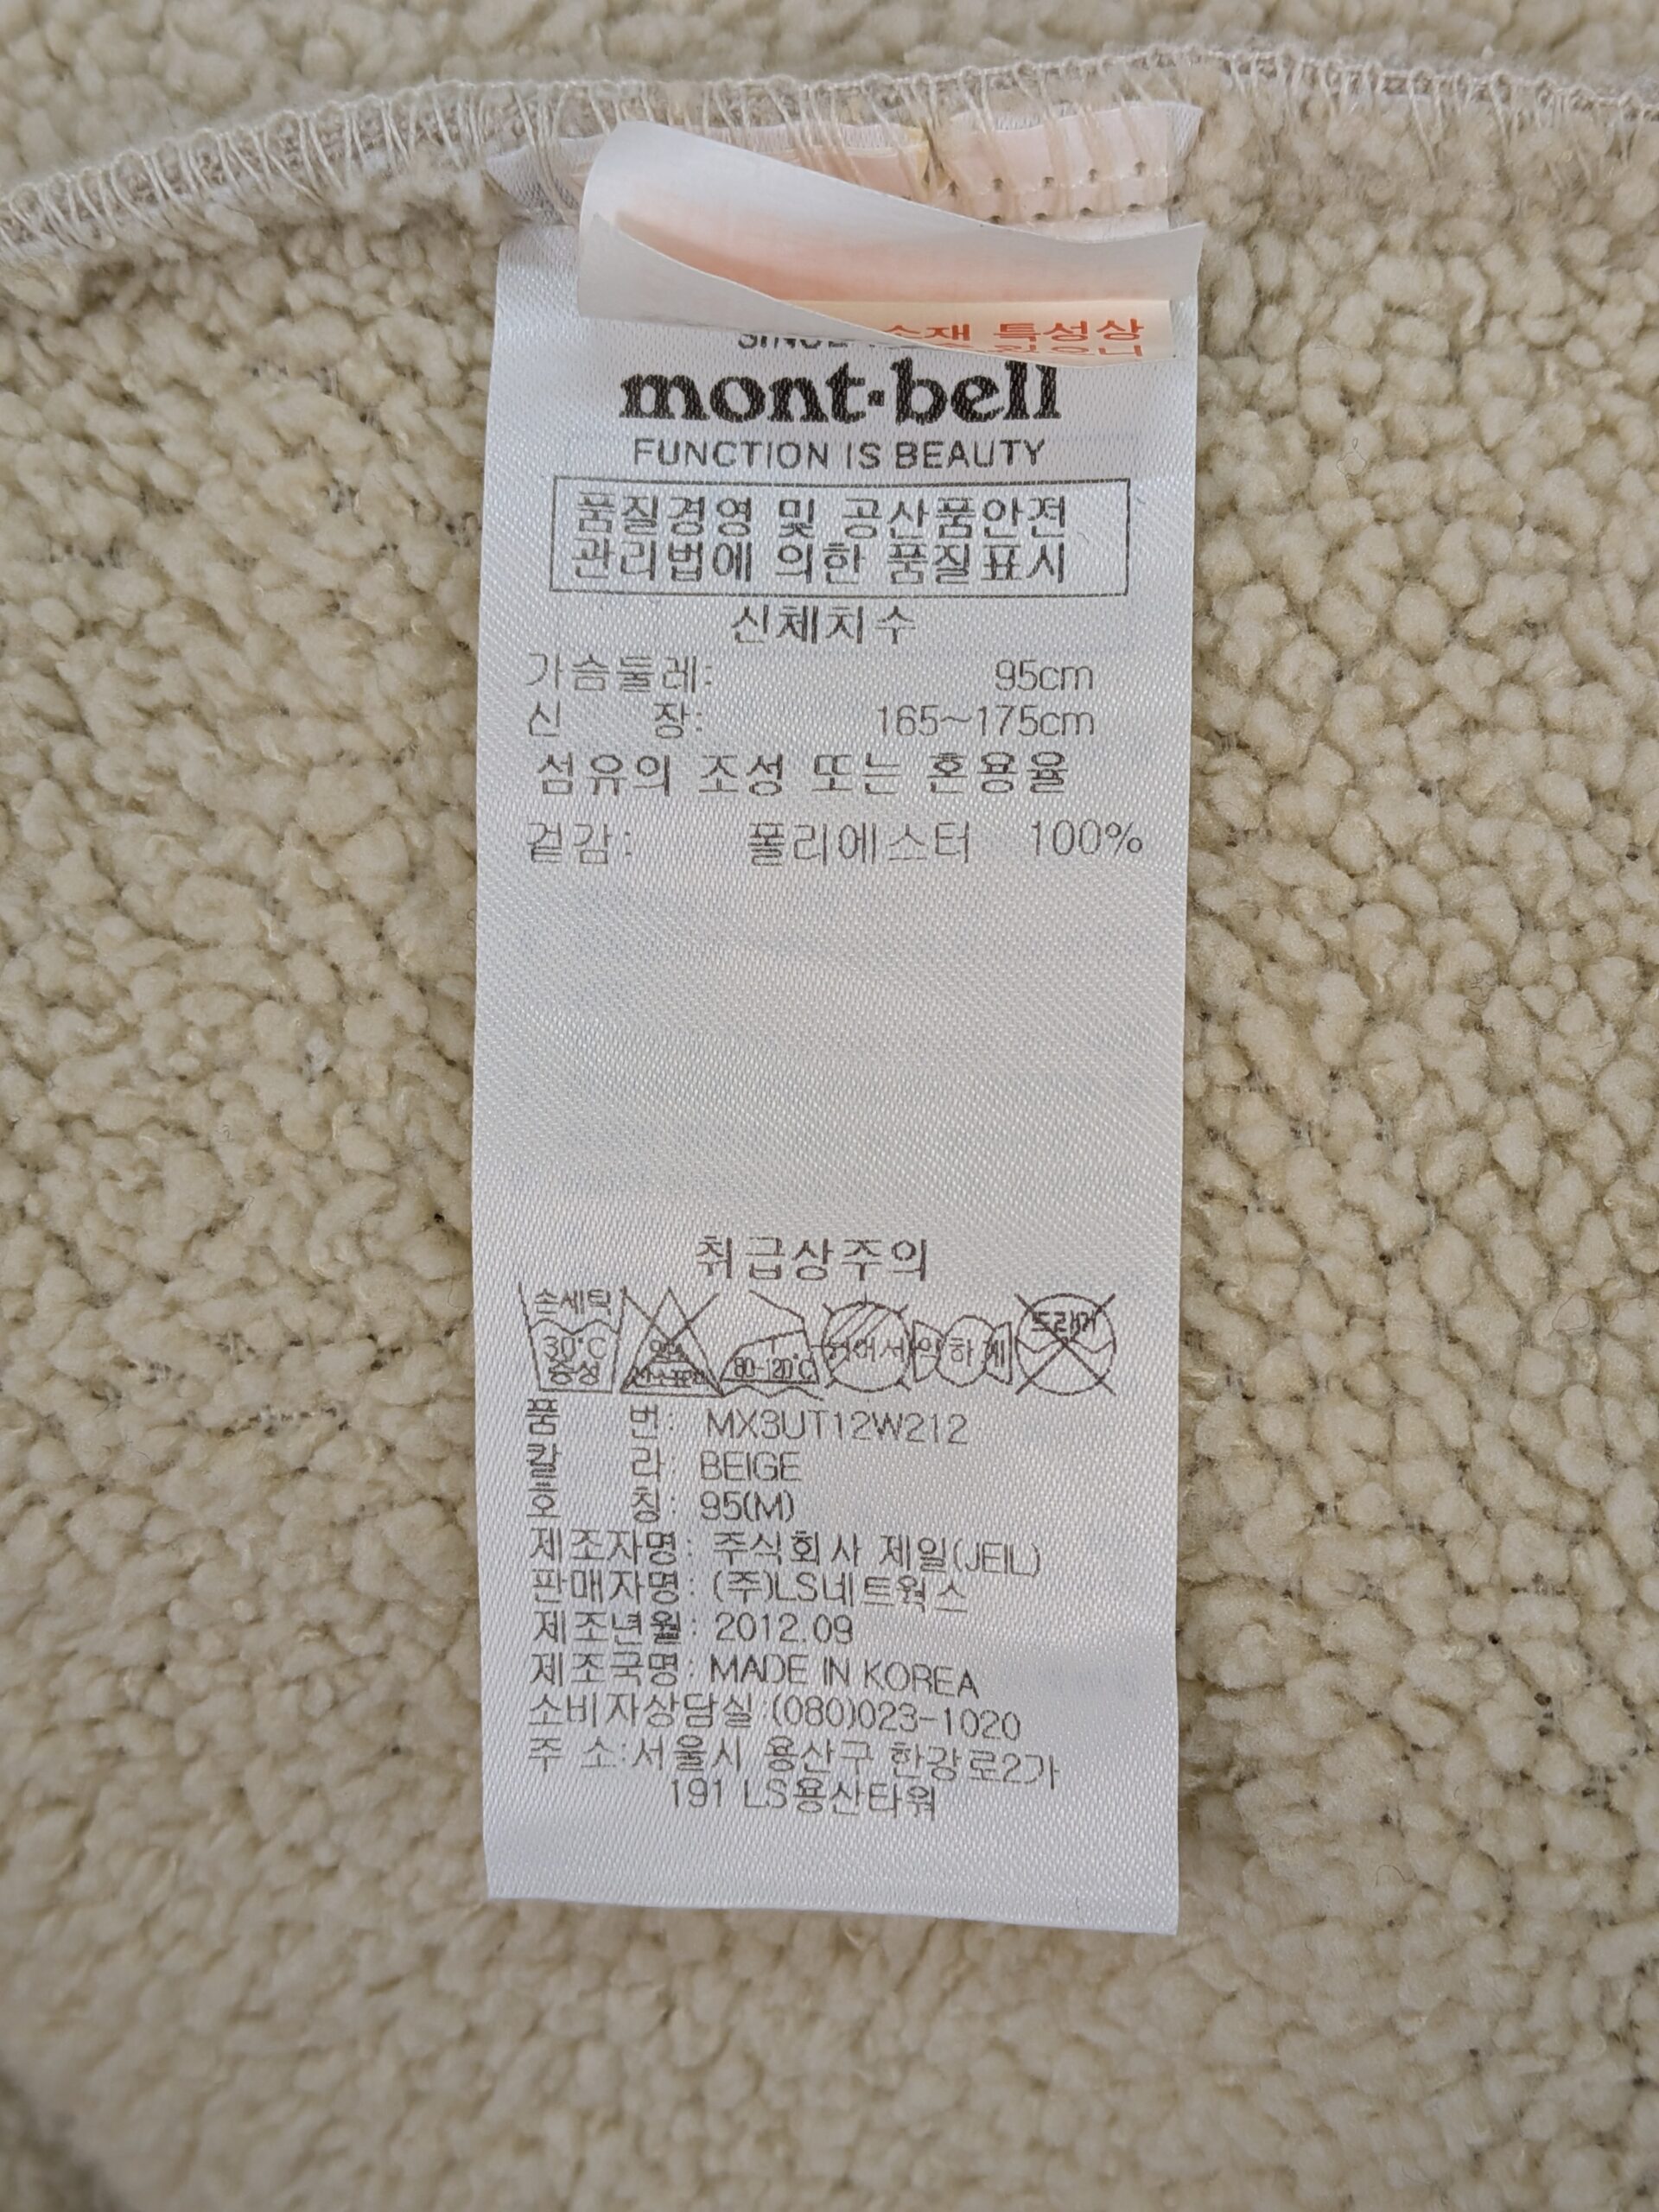 소재 특성상
mont-bell
FUNCTION IS BEAUTY
품질경영 및 공산품안전
관리법에 의한 품질표시
신체치수
가슴둘레: 95cm
신 장: 165~175cm
섬유의 조성 또는 혼용율
겉감: 폴리에스터 100%
취급상주의
손세탁 30°C 중성
80~120°C
뉘어서
약하게
드라이
품 번: MX3UT12W212
칼 라: BEIGE
호 칭: 95(M)
제조자명: 주식회사 제일(JEIL)
판매자명: (주)LS네트웍스
제조년월: 2012.09
제조국명: MADE IN KOREA
소비자상담실:(080)023-1020
주 소:서울시 용산구 한강로2가
191 LS용산타워